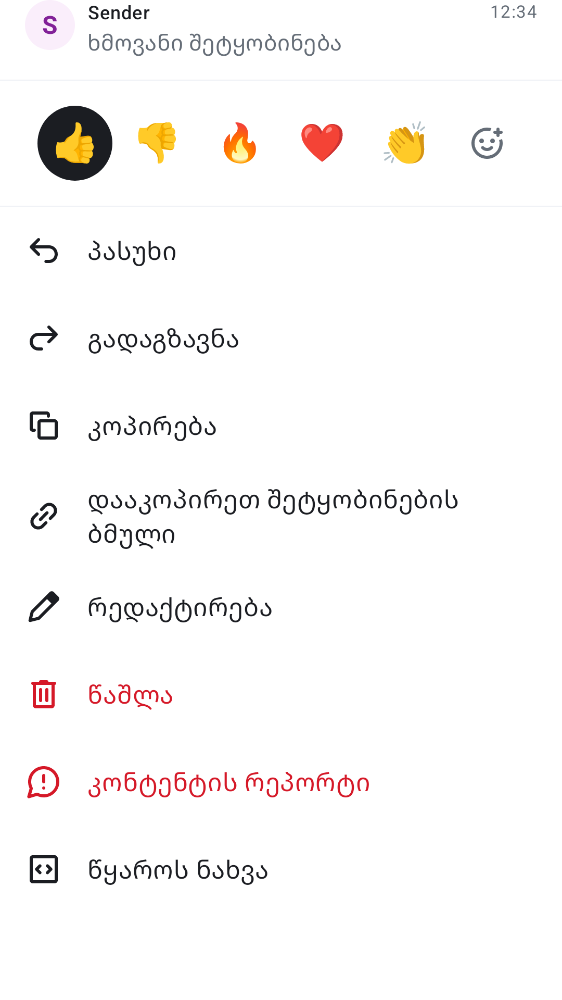 S
Sender
12:34
ხმოვანი შეტყობინება
პასუხი
გადაგზავნა
კოპირება
დააკოპირეთ შეტყობინების
ბმული
რედაქტირება
წაშლა
კონტენტის რეპორტი
წყაროს ნახვა